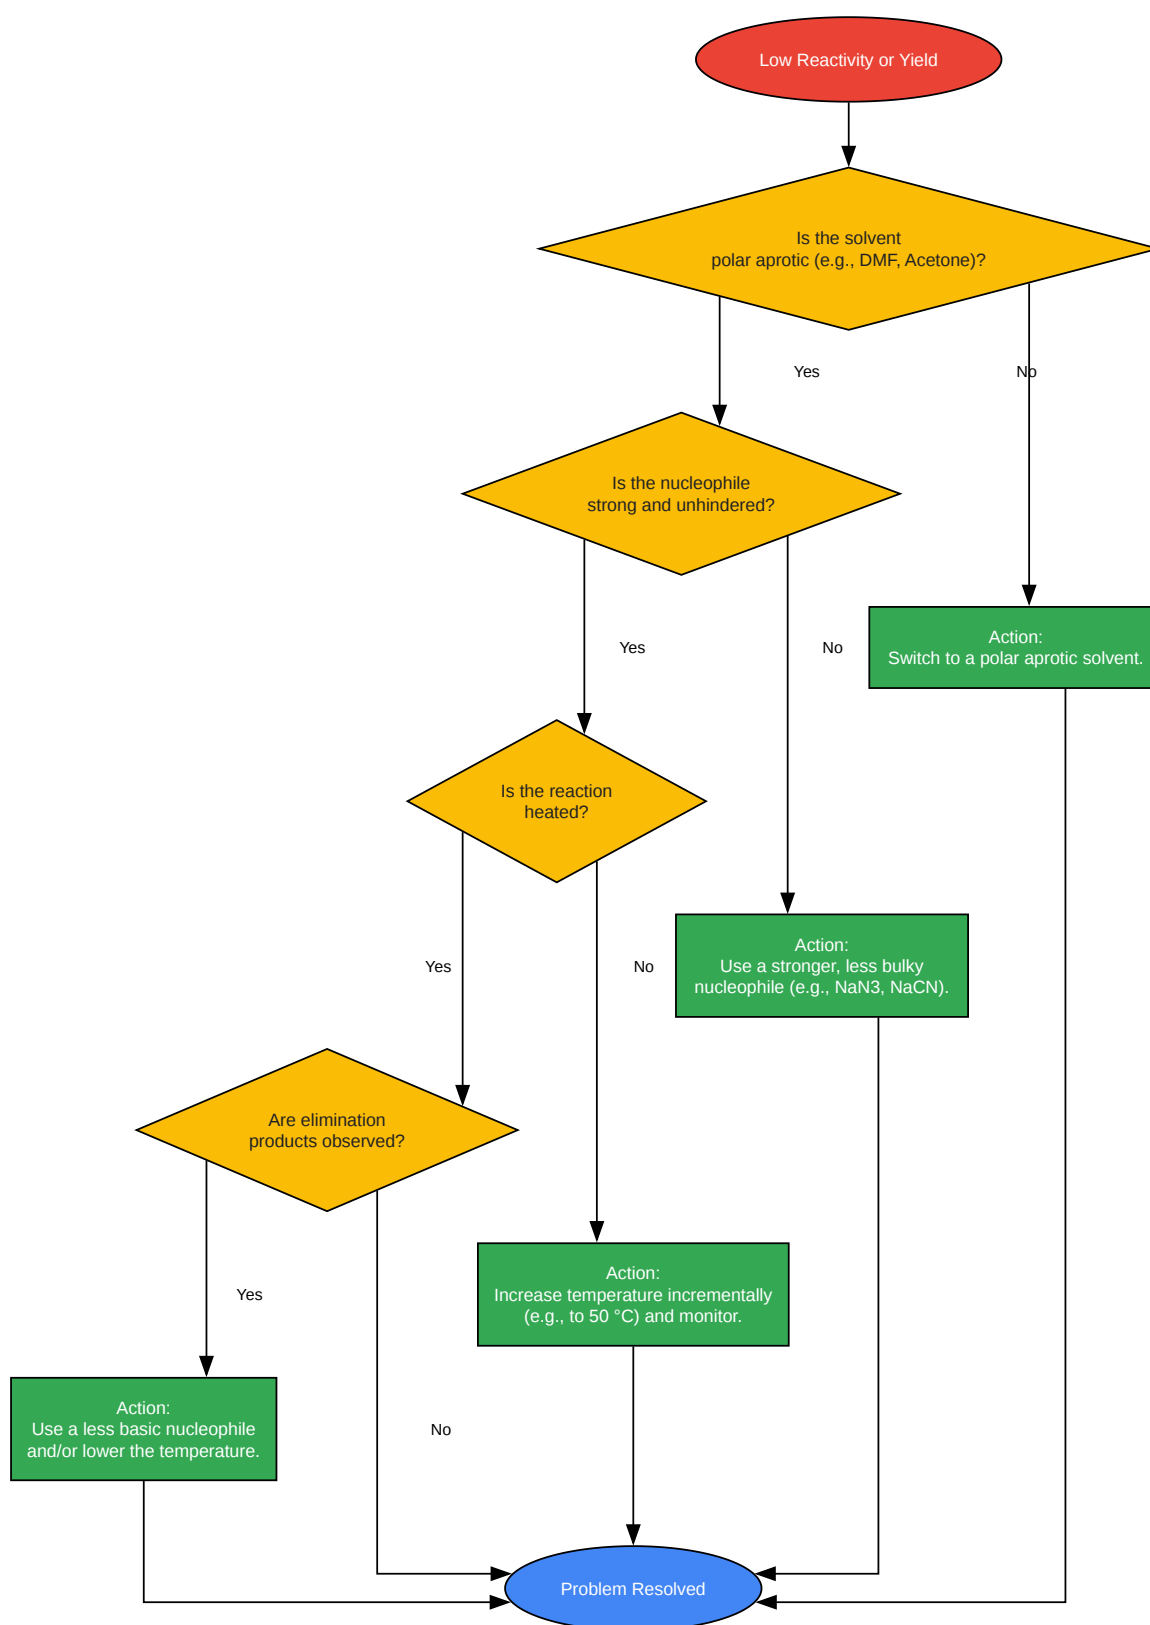 Low Reactivity or Yield
Is the solvent
polar aprotic (e.g., DMF, Acetone)?
Yes
No
Is the nucleophile
strong and unhindered?
Yes
No
Action:
Switch to a polar aprotic solvent.
Is the reaction
heated?
Yes
No
Action:
Use a stronger, less bulky
nucleophile (e.g., NaN3, NaCN).
Are elimination
products observed?
Yes
No
Action:
Increase temperature incrementally
(e.g., to 50 °C) and monitor.
Action:
Use a less basic nucleophile
and/or lower the temperature.
Problem Resolved